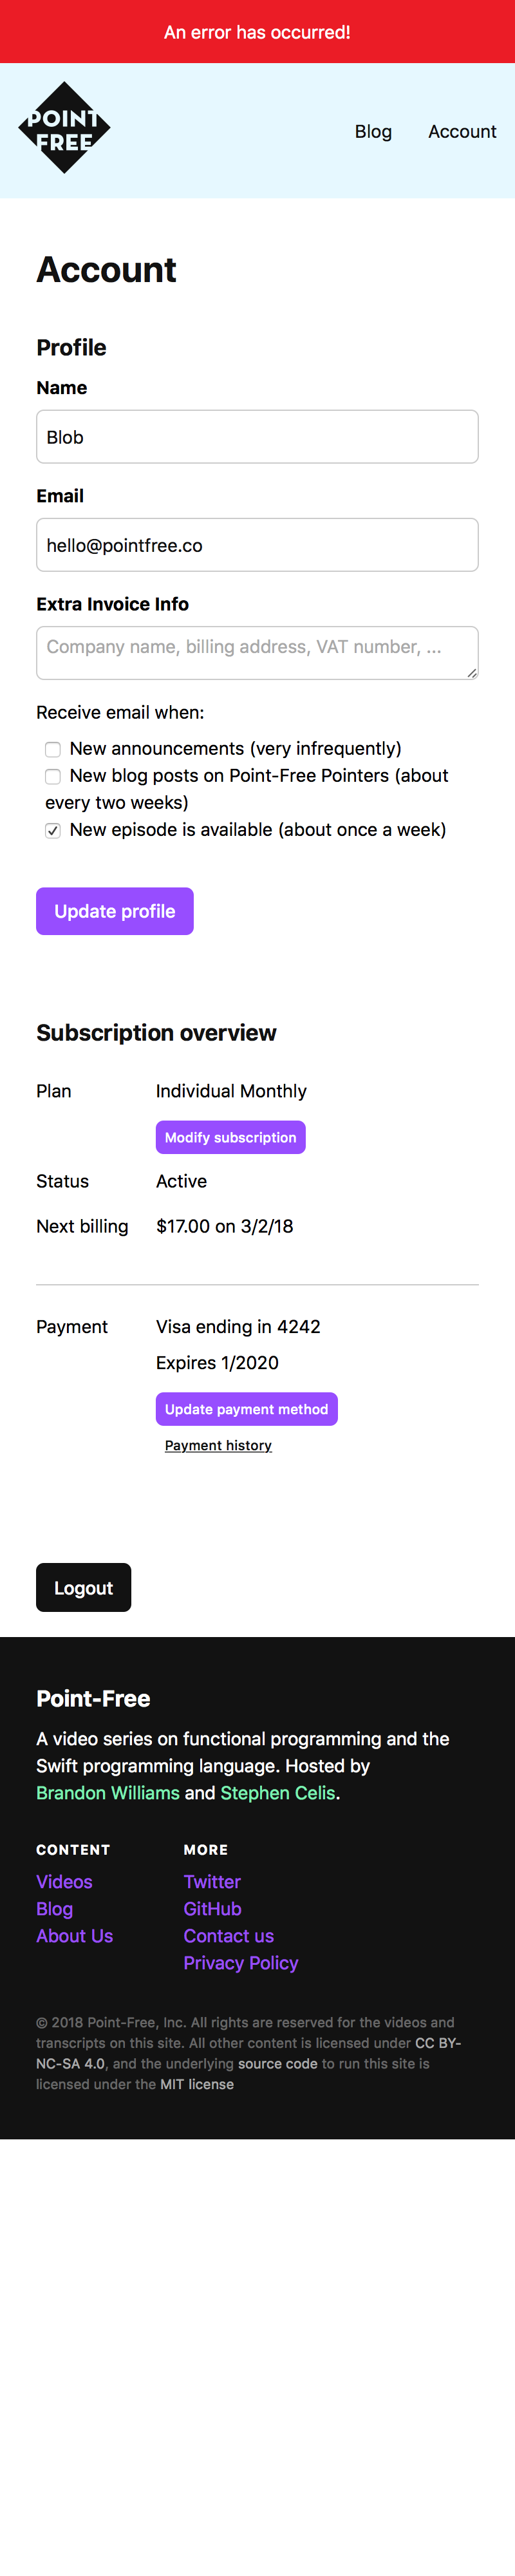 An error has occurred!
POINT
FREE
Blog
Account
Account
Profile
Name
Blob
Email
hello@pointfree.co
Extra Invoice Info
Company name, billing address, VAT number, ...
Receive email when:
New announcements (very infrequently)
New blog posts on Point-Free Pointers (about
every two weeks)
New episode is available (about once a week)
Update profile
Subscription overview
Plan
Individual Monthly
Modify subscription
Status
Active
Next billing
$17.00 on 3/2/18
Payment
Visa ending in 4242
Expires 1/2020
Update payment method
Payment history
Logout
Point-Free
A video series on functional programming and the
Swift programming language. Hosted by
Brandon Williams and Stephen Celis.
CONTENT
Videos
Blog
About Us
MORE
Twitter
GitHub
Contact us
Privacy Policy
© 2018 Point-Free, Inc. All rights are reserved for the videos and
transcripts on this site. All other content is licensed under CC BY-
NC-SA 4.0, and the underlying source code to run this site is
licensed under the MIT license